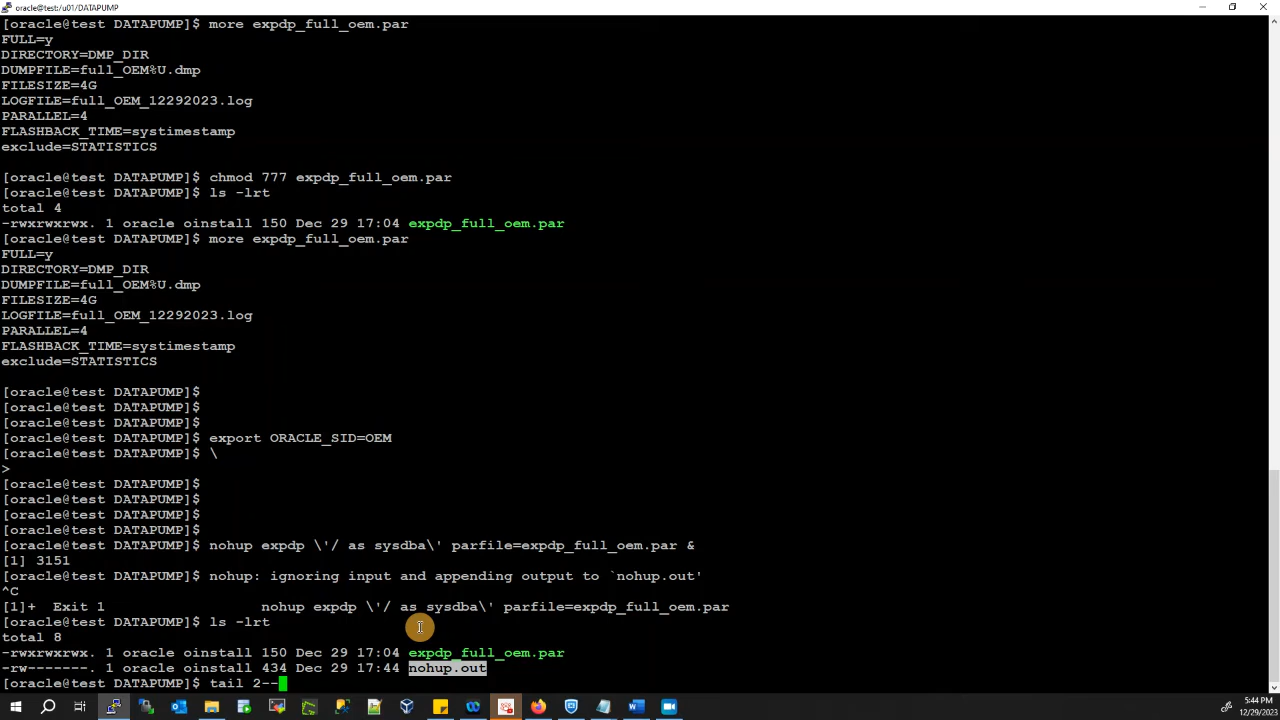 oracle@test:/u01/DATAPUMP
[oracle@test DATAPUMP]$ more expdp_full_oem.par
FULL=y
DIRECTORY=DMP_DIR
DUMPFILE=full_OEM%U.dmp
FILESIZE=4G
LOGFILE=full_OEM_12292023.log
PARALLEL=4
FLASHBACK_TIME=systimestamp
exclude=STATISTICS
[oracle@test DATAPUMP]$ chmod 777 expdp_full_oem.par
[oracle@test DATAPUMP]$ ls -lrt
total 4
-rwxrwxrwx. 1 oracle oinstall 150 Dec 29 17:04 expdp_full_oem.par
[oracle@test DATAPUMP]$ more expdp_full_oem.par
FULL=y
DIRECTORY=DMP_DIR
DUMPFILE=full_OEM%U.dmp
FILESIZE=4G
LOGFILE=full_OEM_12292023.log
PARALLEL=4
FLASHBACK_TIME=systimestamp
exclude=STATISTICS
[oracle@test DATAPUMP]$
[oracle@test DATAPUMP]$
[oracle@test DATAPUMP]$
[oracle@test DATAPUMP]$ export ORACLE_SID=OEM
[oracle@test DATAPUMP]$ \
>
[oracle@test DATAPUMP]$
[oracle@test DATAPUMP]$
[oracle@test DATAPUMP]$
[oracle@test DATAPUMP]$
[oracle@test DATAPUMP]$ nohup expdp \'/ as sysdba\' parfile=expdp_full_oem.par &
[1] 3151
[oracle@test DATAPUMP]$ nohup: ignoring input and appending output to `nohup.out'
^C
[1]+  Exit 1                  nohup expdp \'/ as sysdba\' parfile=expdp_full_oem.par
[oracle@test DATAPUMP]$ ls -lrt
total 8
-rwxrwxrwx. 1 oracle oinstall 150 Dec 29 17:04 expdp_full_oem.par
-rw-------. 1 oracle oinstall 434 Dec 29 17:44 nohup.out
[oracle@test DATAPUMP]$ tail 2--
5:44 PM
12/29/2023